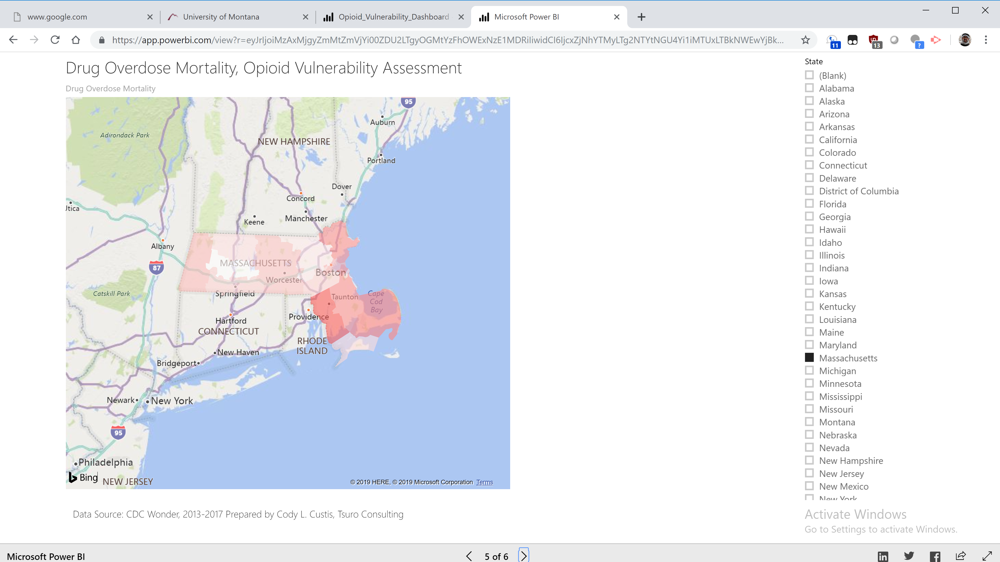 www.google.com
University of Montana
Opioid_Vulnerability_Dashboard
Microsoft Power BI
https://app.powerbi.com/view?r=eyJrIjoiMzAxMjgyZmMtZmVjYi00ZDU2LTgyOGMtYzFhOWExNzE1MDRiIiwidCI6IjcxZjNhYTMyLTg2NTYtNGU4Yi1iMTUxLTBkNWEwYjBk...
11
13
?
Drug Overdose Mortality, Opioid Vulnerability Assessment
Drug Overdose Mortality
95
Auburn
Adirondack Park
NEW HAMPSHIRE
Portland
Dover
Concord
Utica
Manchester
Keene
Albany
MASSACHUSETTS
87
Boston
Worcester
Catskill Park
Springfield
Taunton
Cape
Cod
Bay
Providence
Hartford
CONNECTICUT
RHODE
ISLAND
New Haven
Bridgeport
Newark
New York
95
Philadelphia
Bing
NEW JERSEY
© 2019 HERE, © 2019 Microsoft Corporation Terms
Data Source: CDC Wonder, 2013-2017 Prepared by Cody L. Custis, Tsuro Consulting
State
(Blank)
Alabama
Alaska
Arizona
Arkansas
California
Colorado
Connecticut
Delaware
District of Columbia
Florida
Georgia
Hawaii
Idaho
Illinois
Indiana
Iowa
Kansas
Kentucky
Louisiana
Maine
Maryland
Massachusetts
Michigan
Minnesota
Mississippi
Missouri
Montana
Nebraska
Nevada
New Hampshire
New Jersey
New Mexico
New York
Activate Windows
Go to Settings to activate Windows.
Microsoft Power BI
5 of 6